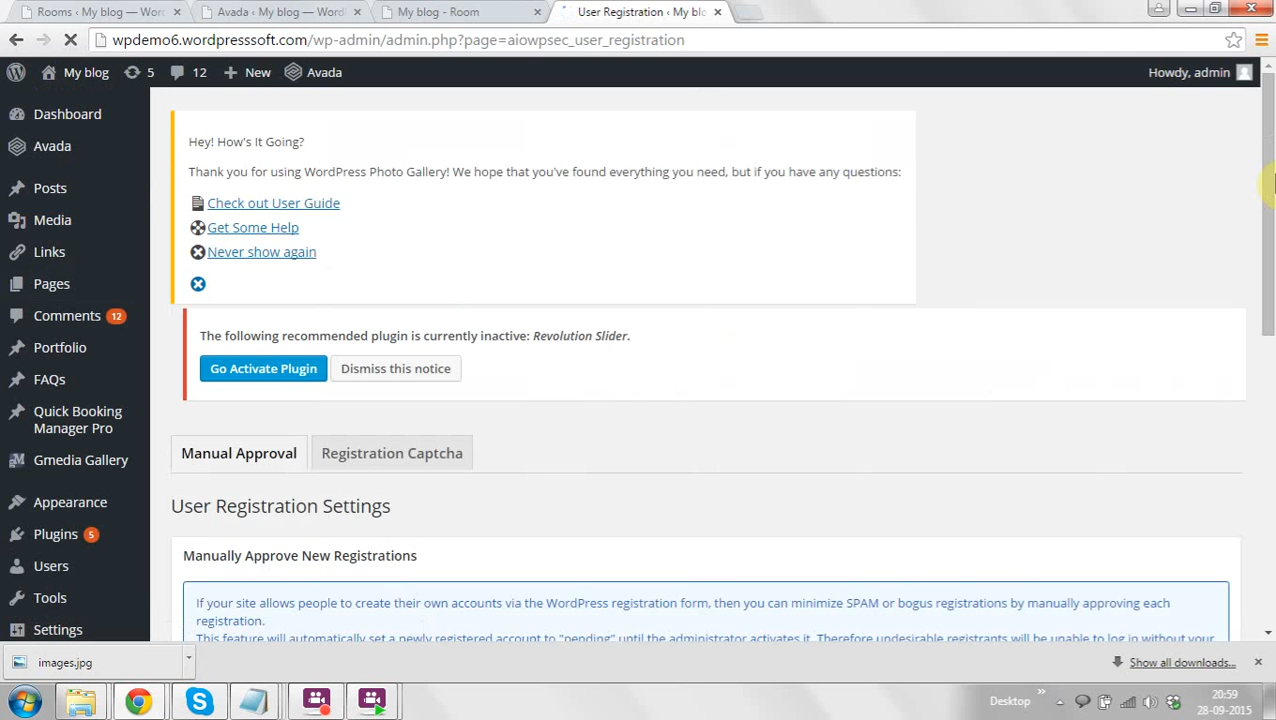 Rooms ‹ My blog — Wor
Avada ‹ My blog — Wor
My blog - Room
User Registration ‹ My blo
wpdemo6.wordpresssoft.com/wp-admin/admin.php?page=aiowpsec_user_registration
My blog
5
12
New
Avada
Howdy, admin
Dashboard
Avada
Posts
Media
Links
Pages
Comments 12
Portfolio
FAQs
Quick Booking
Manager Pro
Gmedia Gallery
Appearance
Plugins 5
Users
Tools
Settings
Hey! How's It Going?
Thank you for using WordPress Photo Gallery! We hope that you've found everything you need, but if you have any questions:
Check out User Guide
Get Some Help
Never show again
The following recommended plugin is currently inactive: Revolution Slider.
Go Activate Plugin
Dismiss this notice
Manual Approval
Registration Captcha
User Registration Settings
Manually Approve New Registrations
If your site allows people to create their own accounts via the WordPress registration form, then you can minimize SPAM or bogus registrations by manually approving each
registration.
This feature will automatically set a newly registered account to "pending" until the administrator activates it. Therefore undesirable registrants will be unable to log in without your
images.jpg
Show all downloads...
Desktop
20:59
28-09-2015